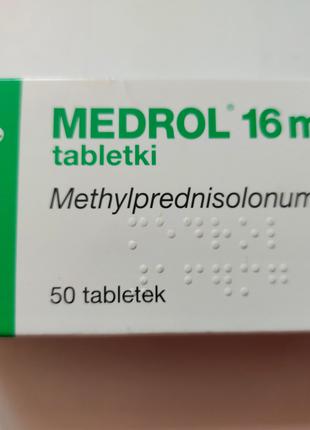 MEDROL® 16 m
tabletki
Methylprednisolonum
50 tabletek